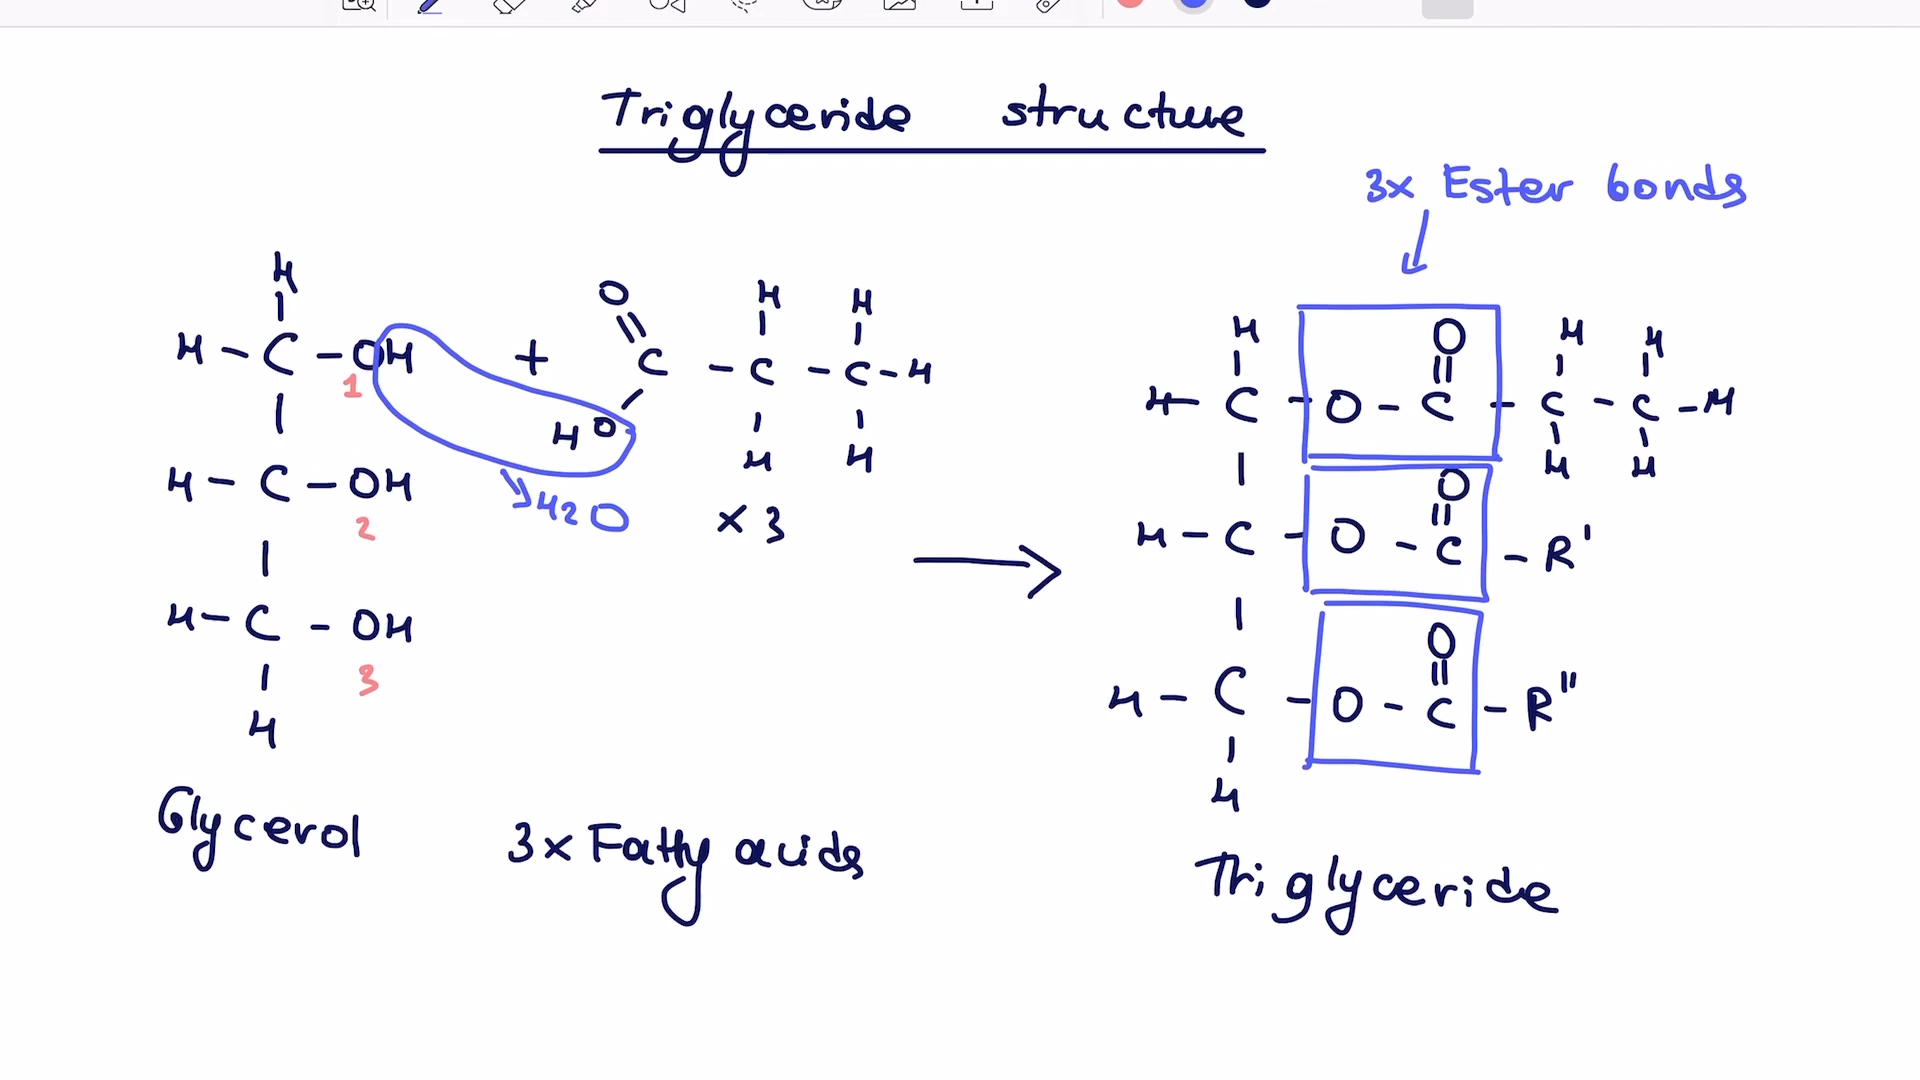 Triglyceride structure
3x Ester bonds
H
H - C - OH
1
H - C - OH
2
H - C - OH
3
H
+
O
C - C - C - H
H H
HO
H H
H2O
x 3
H O H H
H - C - O - C - C - C - H
H H
O
H - C - O - C - R'
O
H - C - O - C - R"
H
Glycerol
3x Fatty acids
Triglyceride